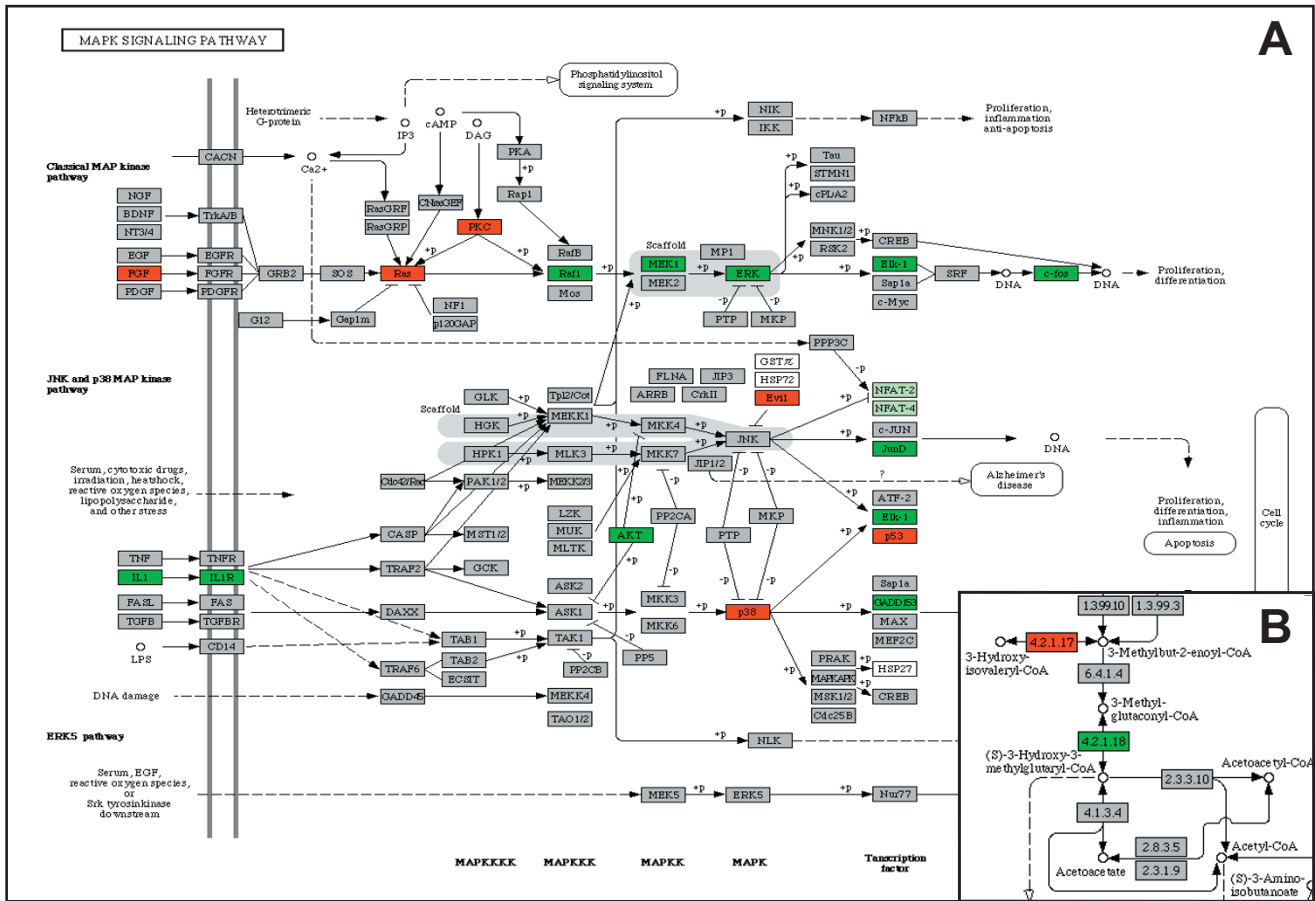 A
MAPK SIGNALING PATHWAY
Phosphatidylinositol
signaling system
Heterotrimeric
G-protein
IP3
cAMP
DAG
PKA
+p
Rap1
CACN
Ca2+
Classical MAP kinase
pathway
NGF
BDNF
NT3/4
TrkA/B
EGF
EGFR
FGF
FGFR
PDGF
PDGFR
GRB2
SOS
RasGRF
RasGRP
CNasGEF
PKC
+p
+p
Ras
RafB
Raf1
Mos
G12
Gap1m
NF1
p120GAP
+p
NIK
IKK
+p
NFkB
Proliferation,
inflammation
anti-apoptosis
+p
Tau
STMN1
+p
cPLA2
Scaffold
MP1
+p
MEK1
MEK2
+p
ERK
-p
-p
PTP
MKP
+p
MNK1/2
RSK2
+p
CREB
+p
Elk-1
Sap1a
c-Myc
SRF
DNA
c-fos
DNA
Proliferation,
differentiation
PPP3C
-p
JNK and p38 MAP kinase
pathway
GSTπ
HSP72
Evi1
FLNA
JIP3
ARRB
CrkII
GLK
+p
Tpl2/Cot
Scaffold
HGK
+p
MEKK1
+p
MKK4
+p
JNK
HPK1
+p
MLK3
+p
MKK7
+p
JIP1/2
+p
NFAT-2
NFAT-4
+p
c-JUN
JunD
DNA
?
Alzheimer's
disease
Serum, cytotoxic drugs,
irradiation, heatshock,
reactive oxygen species,
lipopolysaccharide,
and other stress
Cdc42/Rac
PAK1/2
+p
MEKK2/3
LZK
MUK
MLTK
+p
-p
PP2CA
AKT
+p
-p
-p
-p
PTP
MKP
-p
-p
+p
ATF-2
Elk-1
p53
Proliferation,
differentiation,
inflammation
Apoptosis
Cell
cycle
CASP
MST1/2
TNF
TNFR
TRAF2
GCK
IL1
IL1R
ASK2
FASL
FAS
DAXX
ASK1
+p
MKK3
MKK6
+p
p38
+p
Sap1a
GADD153
MAX
MEF2C
TGFB
TGFBR
LPS
CD14
TAB1
+p
TAK1
-p
PP5
TAB2
+p
-p
PP2CB
TRAF6
ECSIT
+p
PRAK
+p
HSP27
MAPKAPK
+p
MSK1/2
CREB
Cdc25B
DNA damage
GADD45
MEKK4
TAO1/2
ERK5 pathway
+p
NLK
Serum, EGF,
reactive oxygen species,
or
Srk tyrosinkinase
downstream
MEK5
+p
ERK5
+p
Nur77
MAPKKKK
MAPKKK
MAPKK
MAPK
Tanscription
factor
B
1.3.99.10
1.3.99.3
4.2.1.17
3-Hydroxy-
isovaleryl-CoA
3-Methylbut-2-enoyl-CoA
6.4.1.4
3-Methyl-
glutaconyl-CoA
4.2.1.18
(S)-3-Hydroxy-3-
methylglutaryl-CoA
Acetoacetyl-CoA
2.3.3.10
4.1.3.4
2.8.3.5
2.3.1.9
Acetoacetate
Acetyl-CoA
(S)-3-Amino-
isobutanoate